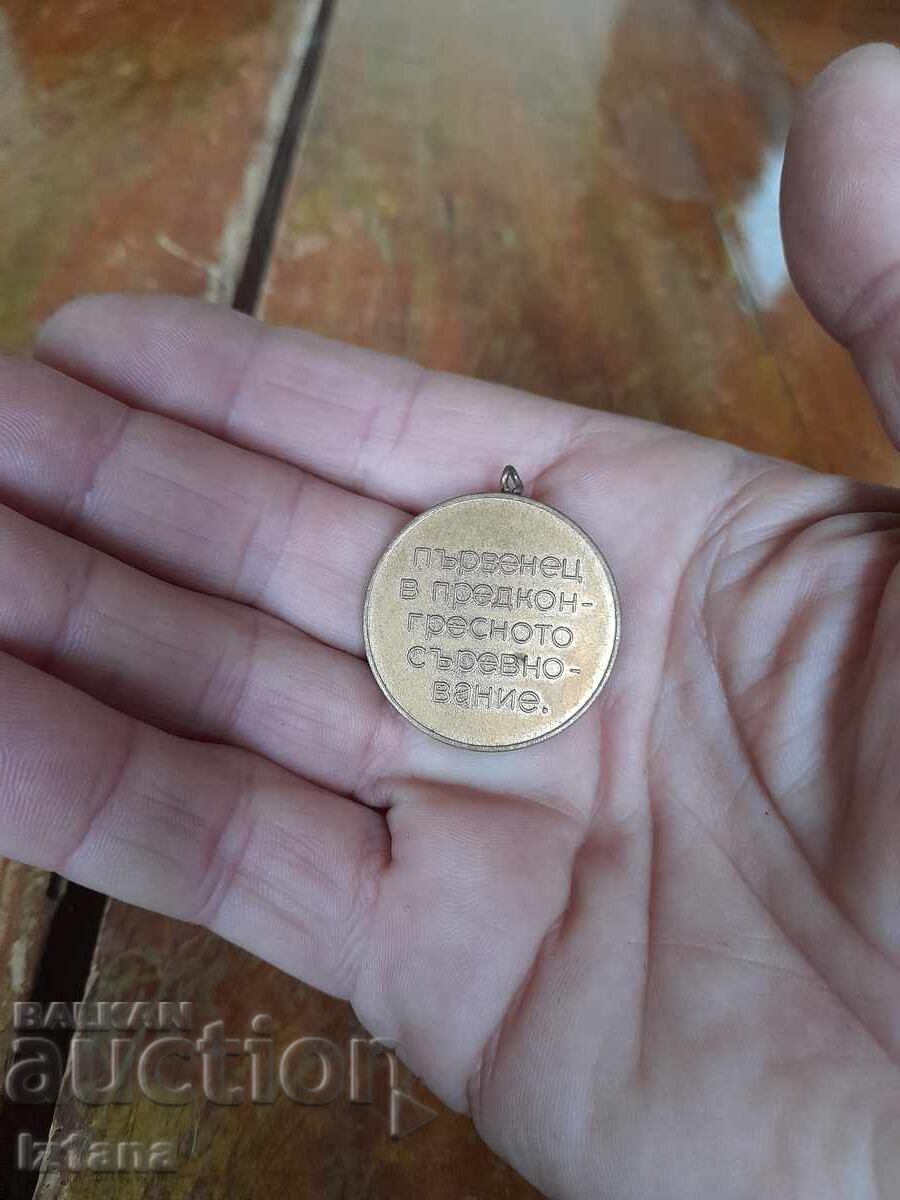 първенец
в предкон-
гресното
съревно-
вание.
BALKAN
auction
Iztana